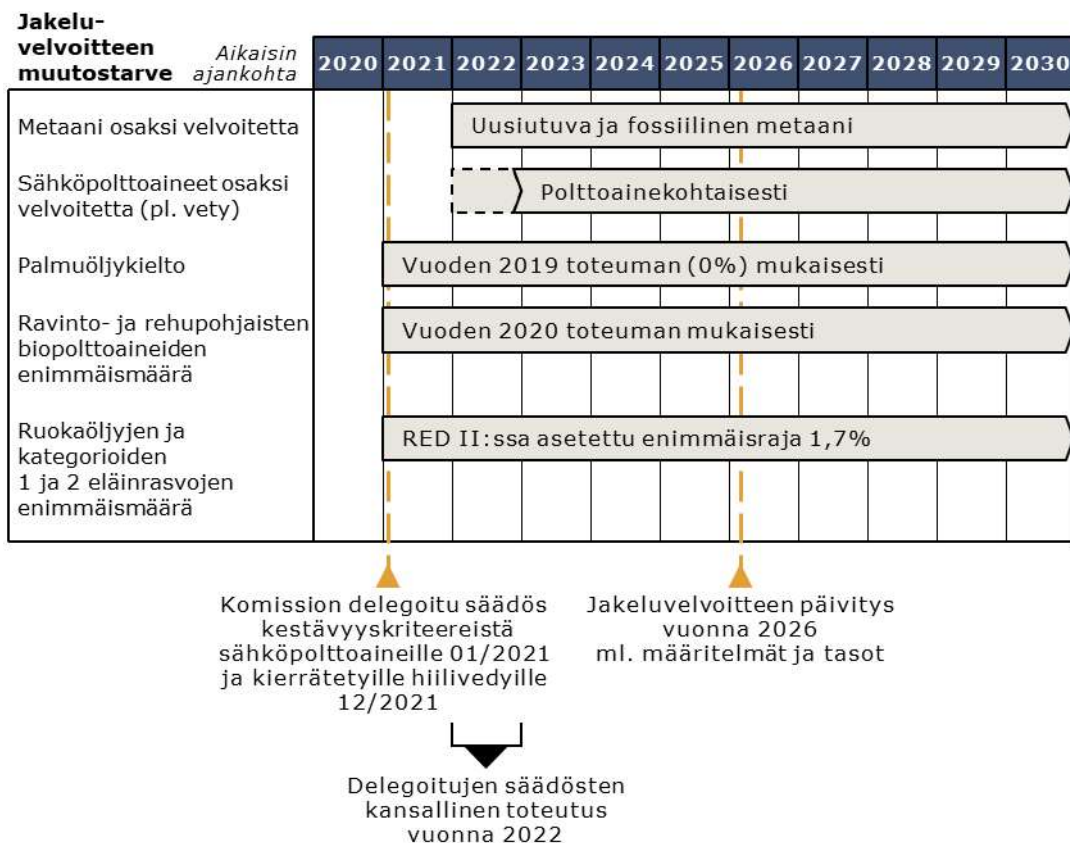 Jakelu-
velvoitteen
muutostarve
Aikaisin
ajankohta
2020 2021 2022 2023 2024 2025 2026 2027 2028 2029 2030
Metaani osaksi velvoitetta
Uusiutuva ja fossiilinen metaani
Sähköpolttoaineet osaksi
velvoitetta (pl. vety)
Polttoainekohtaisesti
Palmuöljykielto
Vuoden 2019 toteuman (0%) mukaisesti
Ravinto- ja rehupohjaisten
biopolttoaineiden
enimmäismäärä
Vuoden 2020 toteuman mukaisesti
Ruokaöljyjen ja
kategorioiden
1 ja 2 eläinrasvojen
enimmäismäärä
RED II:ssa asetettu enimmäisraja 1,7%
Komission delegoitu säädös
kestävyyskriteereistä
sähköpolttoaineille 01/2021
ja kierrätetyille hiilivedyille
12/2021
Jakeluvelvoitteen päivitys
vuonna 2026
ml. määritelmät ja tasot
Delegoitujen säädösten
kansallinen toteutus
vuonna 2022